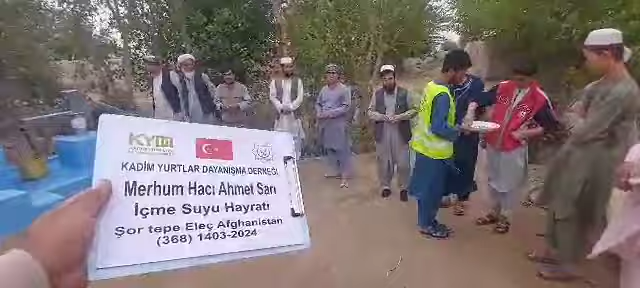 KYDD
KADİM YURTLAR DAYANIŞMA DERNEĞİ
Merhum Hacı Ahmet Sarı
İçme Suyu Hayratı
Şor tepe Eleç Afghanistan
(368) 1403-2024